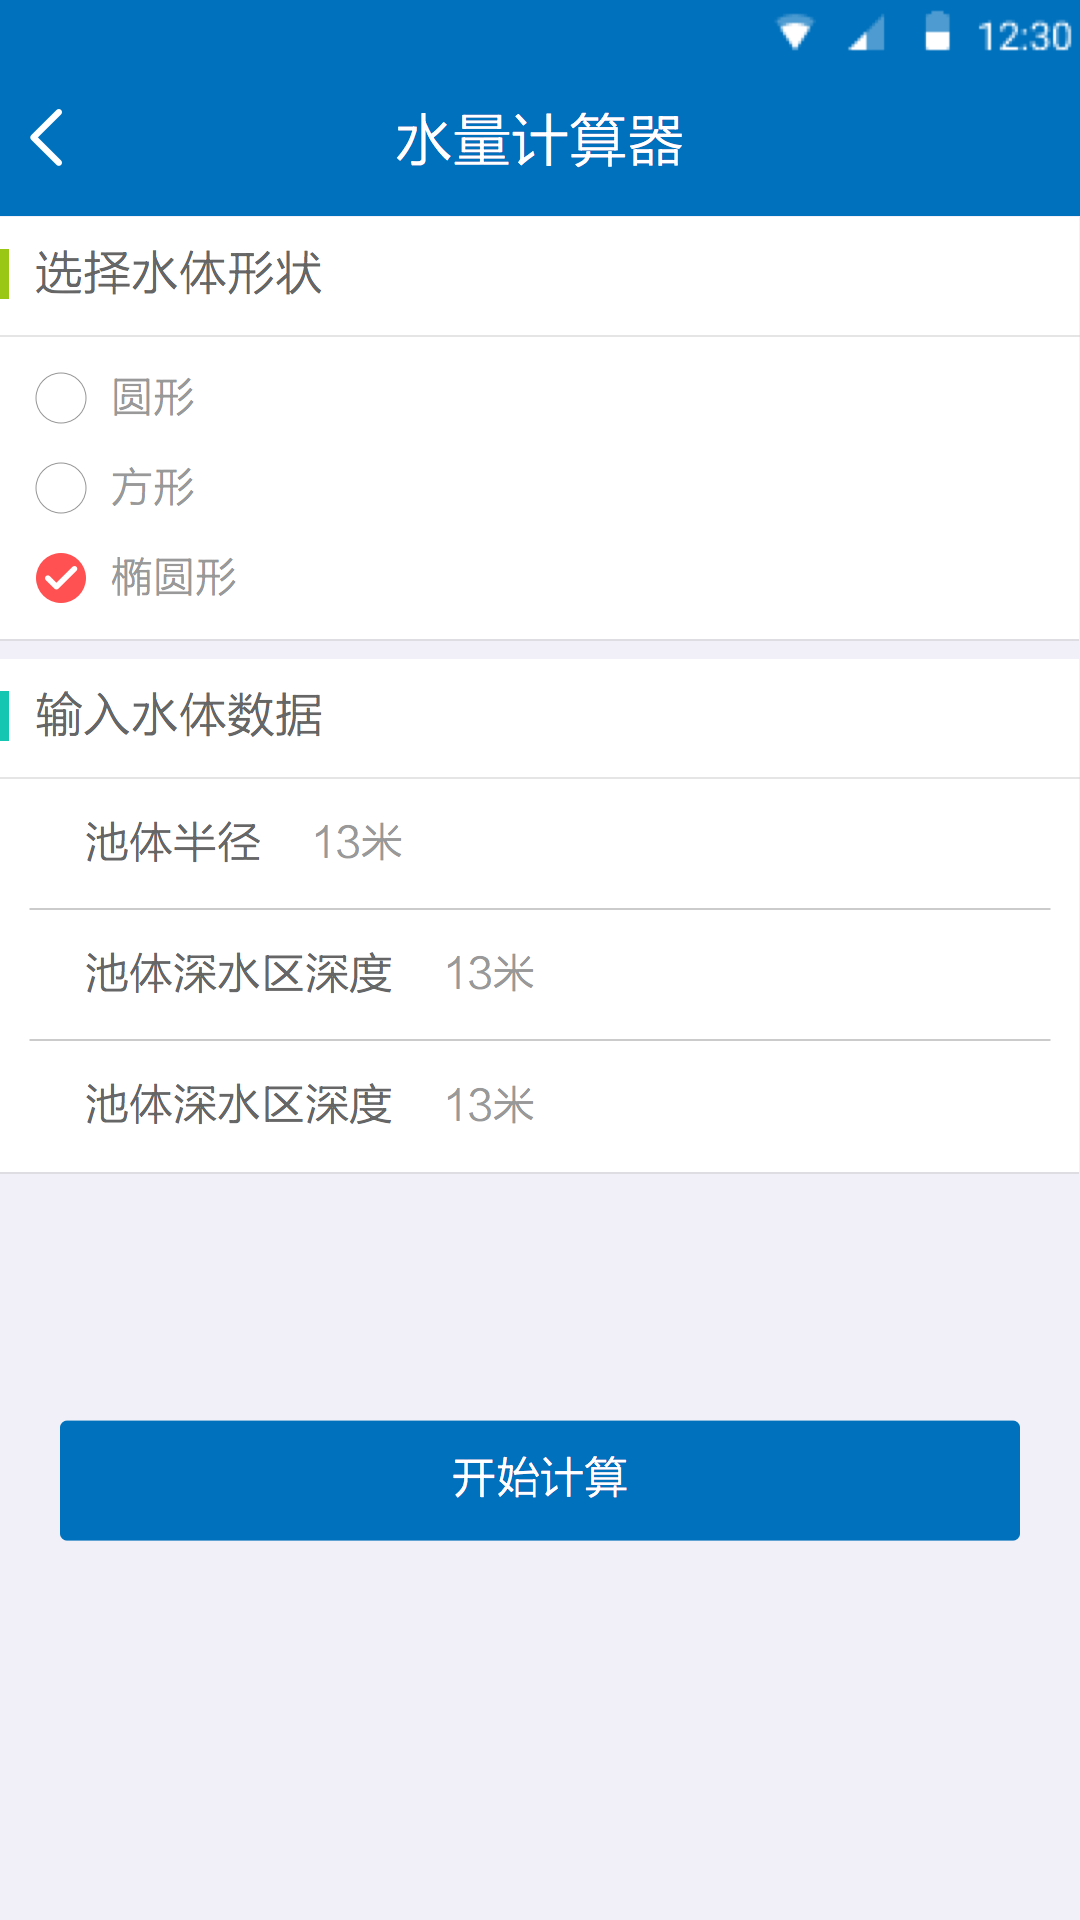 12:30
水量计算器
选择水体形状
圆形
方形
椭圆形
输入水体数据
池体半径 13米
池体深水区深度 13米
池体深水区深度 13米
开始计算